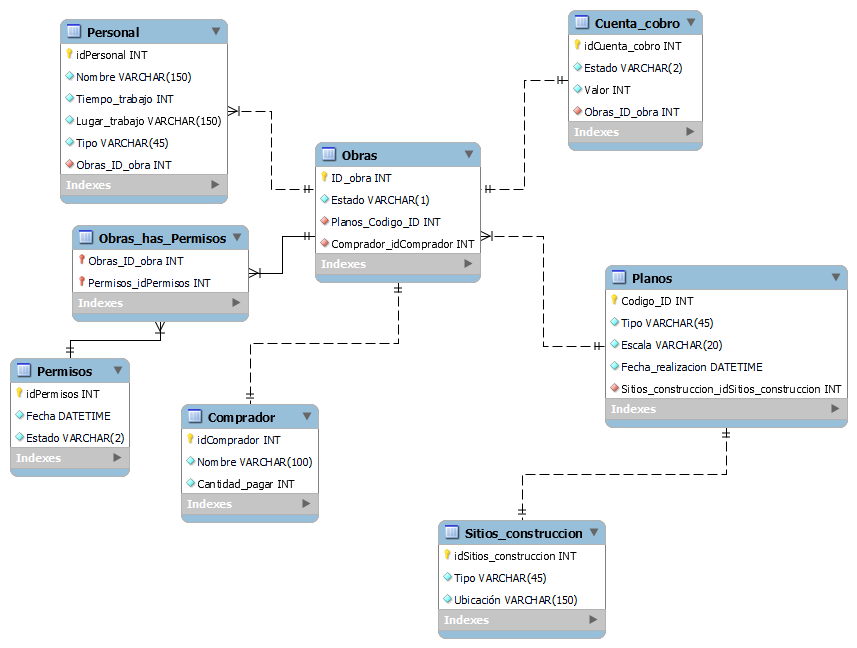 Personal
idPersonal INT
Nombre VARCHAR(150)
Tiempo_trabajo INT
Lugar_trabajo VARCHAR(150)
Tipo VARCHAR(45)
Obras_ID_obra INT
Indexes
Cuenta_cobro
idCuenta_cobro INT
Estado VARCHAR(2)
Valor INT
Obras_ID_obra INT
Indexes
Obras
ID_obra INT
Estado VARCHAR(1)
Planos_Codigo_ID INT
Comprador_idComprador INT
Indexes
Obras_has_Permisos
Obras_ID_obra INT
Permisos_idPermisos INT
Indexes
Planos
Codigo_ID INT
Tipo VARCHAR(45)
Escala VARCHAR(20)
Fecha_realizacion DATETIME
Sitios_construccion_idSitios_construccion INT
Indexes
Permisos
idPermisos INT
Fecha DATETIME
Estado VARCHAR(2)
Indexes
Comprador
idComprador INT
Nombre VARCHAR(100)
Cantidad_pagar INT
Indexes
Sitios_construccion
idSitios_construccion INT
Tipo VARCHAR(45)
Ubicación VARCHAR(150)
Indexes